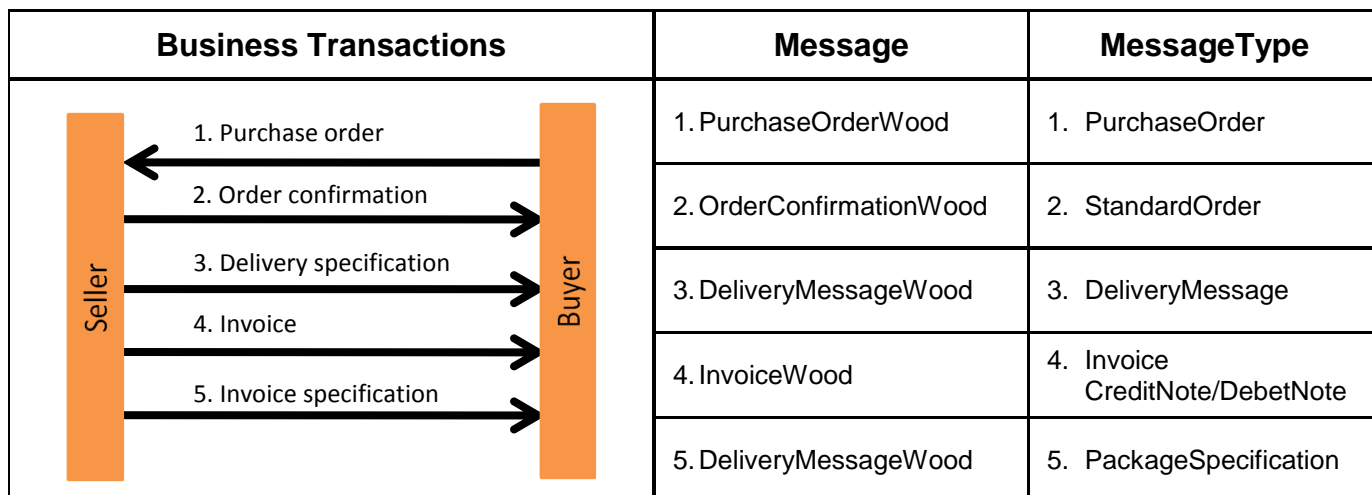 Business Transactions
Message
MessageType
Seller
Buyer
1. Purchase order
2. Order confirmation
3. Delivery specification
4. Invoice
5. Invoice specification
1. PurchaseOrderWood
1. PurchaseOrder
2. OrderConfirmationWood
2. StandardOrder
3. DeliveryMessageWood
3. DeliveryMessage
4. InvoiceWood
4. Invoice
CreditNote/DebetNote
5. DeliveryMessageWood
5. PackageSpecification